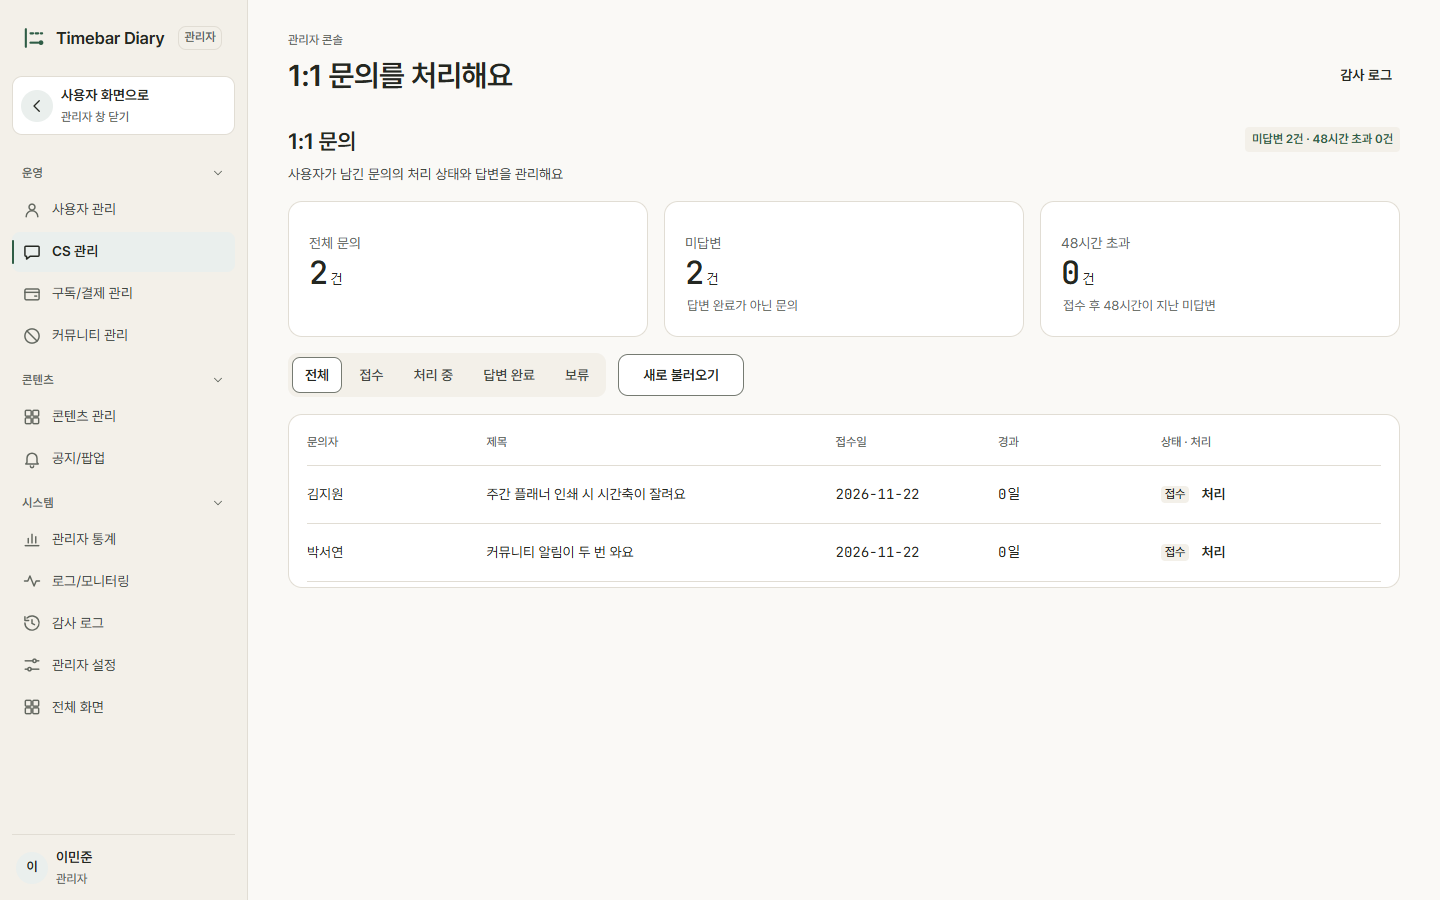 Timebar Diary 관리자
사용자 화면으로
관리자 창 닫기
운영
사용자 관리
CS 관리
구독/결제 관리
커뮤니티 관리
콘텐츠
콘텐츠 관리
공지/팝업
시스템
관리자 통계
로그/모니터링
감사 로그
관리자 설정
전체 화면
이
이민준
관리자
관리자 콘솔
1:1 문의를 처리해요
감사 로그
1:1 문의
미답변 2건 · 48시간 초과 0건
사용자가 남긴 문의의 처리 상태와 답변을 관리해요
전체 문의
2건
미답변
2건
답변 완료가 아닌 문의
48시간 초과
0건
접수 후 48시간이 지난 미답변
전체 접수 처리 중 답변 완료 보류 새로 불러오기
문의자 제목 접수일 경과 상태 · 처리
김지원 주간 플래너 인쇄 시 시간축이 잘려요 2026-11-22 0일 접수 처리
박서연 커뮤니티 알림이 두 번 와요 2026-11-22 0일 접수 처리